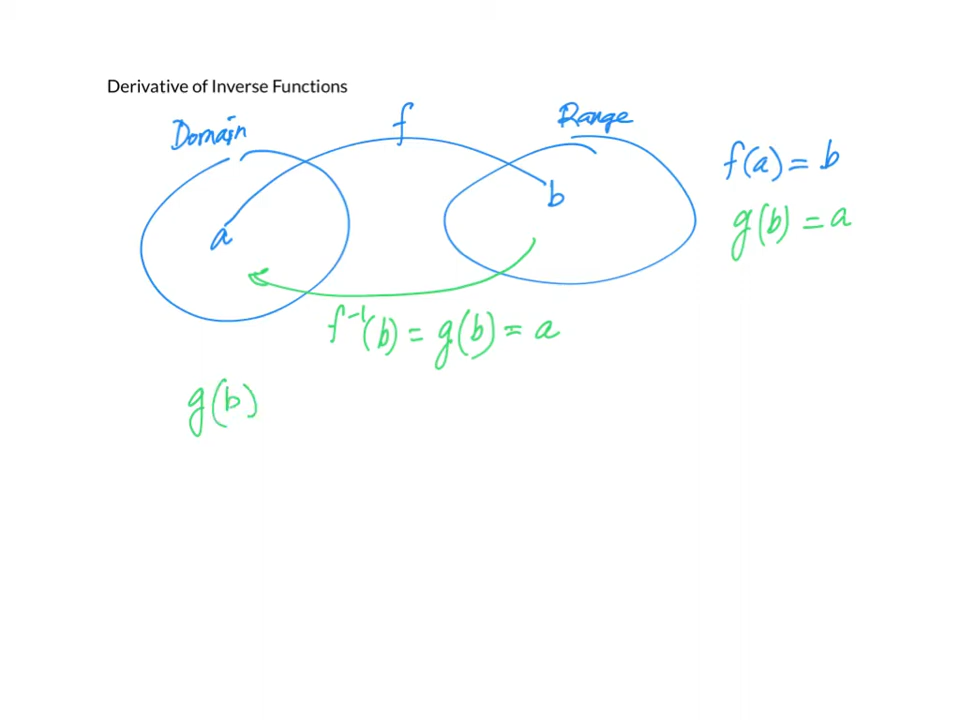 Derivative of Inverse Functions
Domain
f
Range
a
b
f(a) = b
g(b) = a
f⁻¹(b) = g(b) = a
g(b)